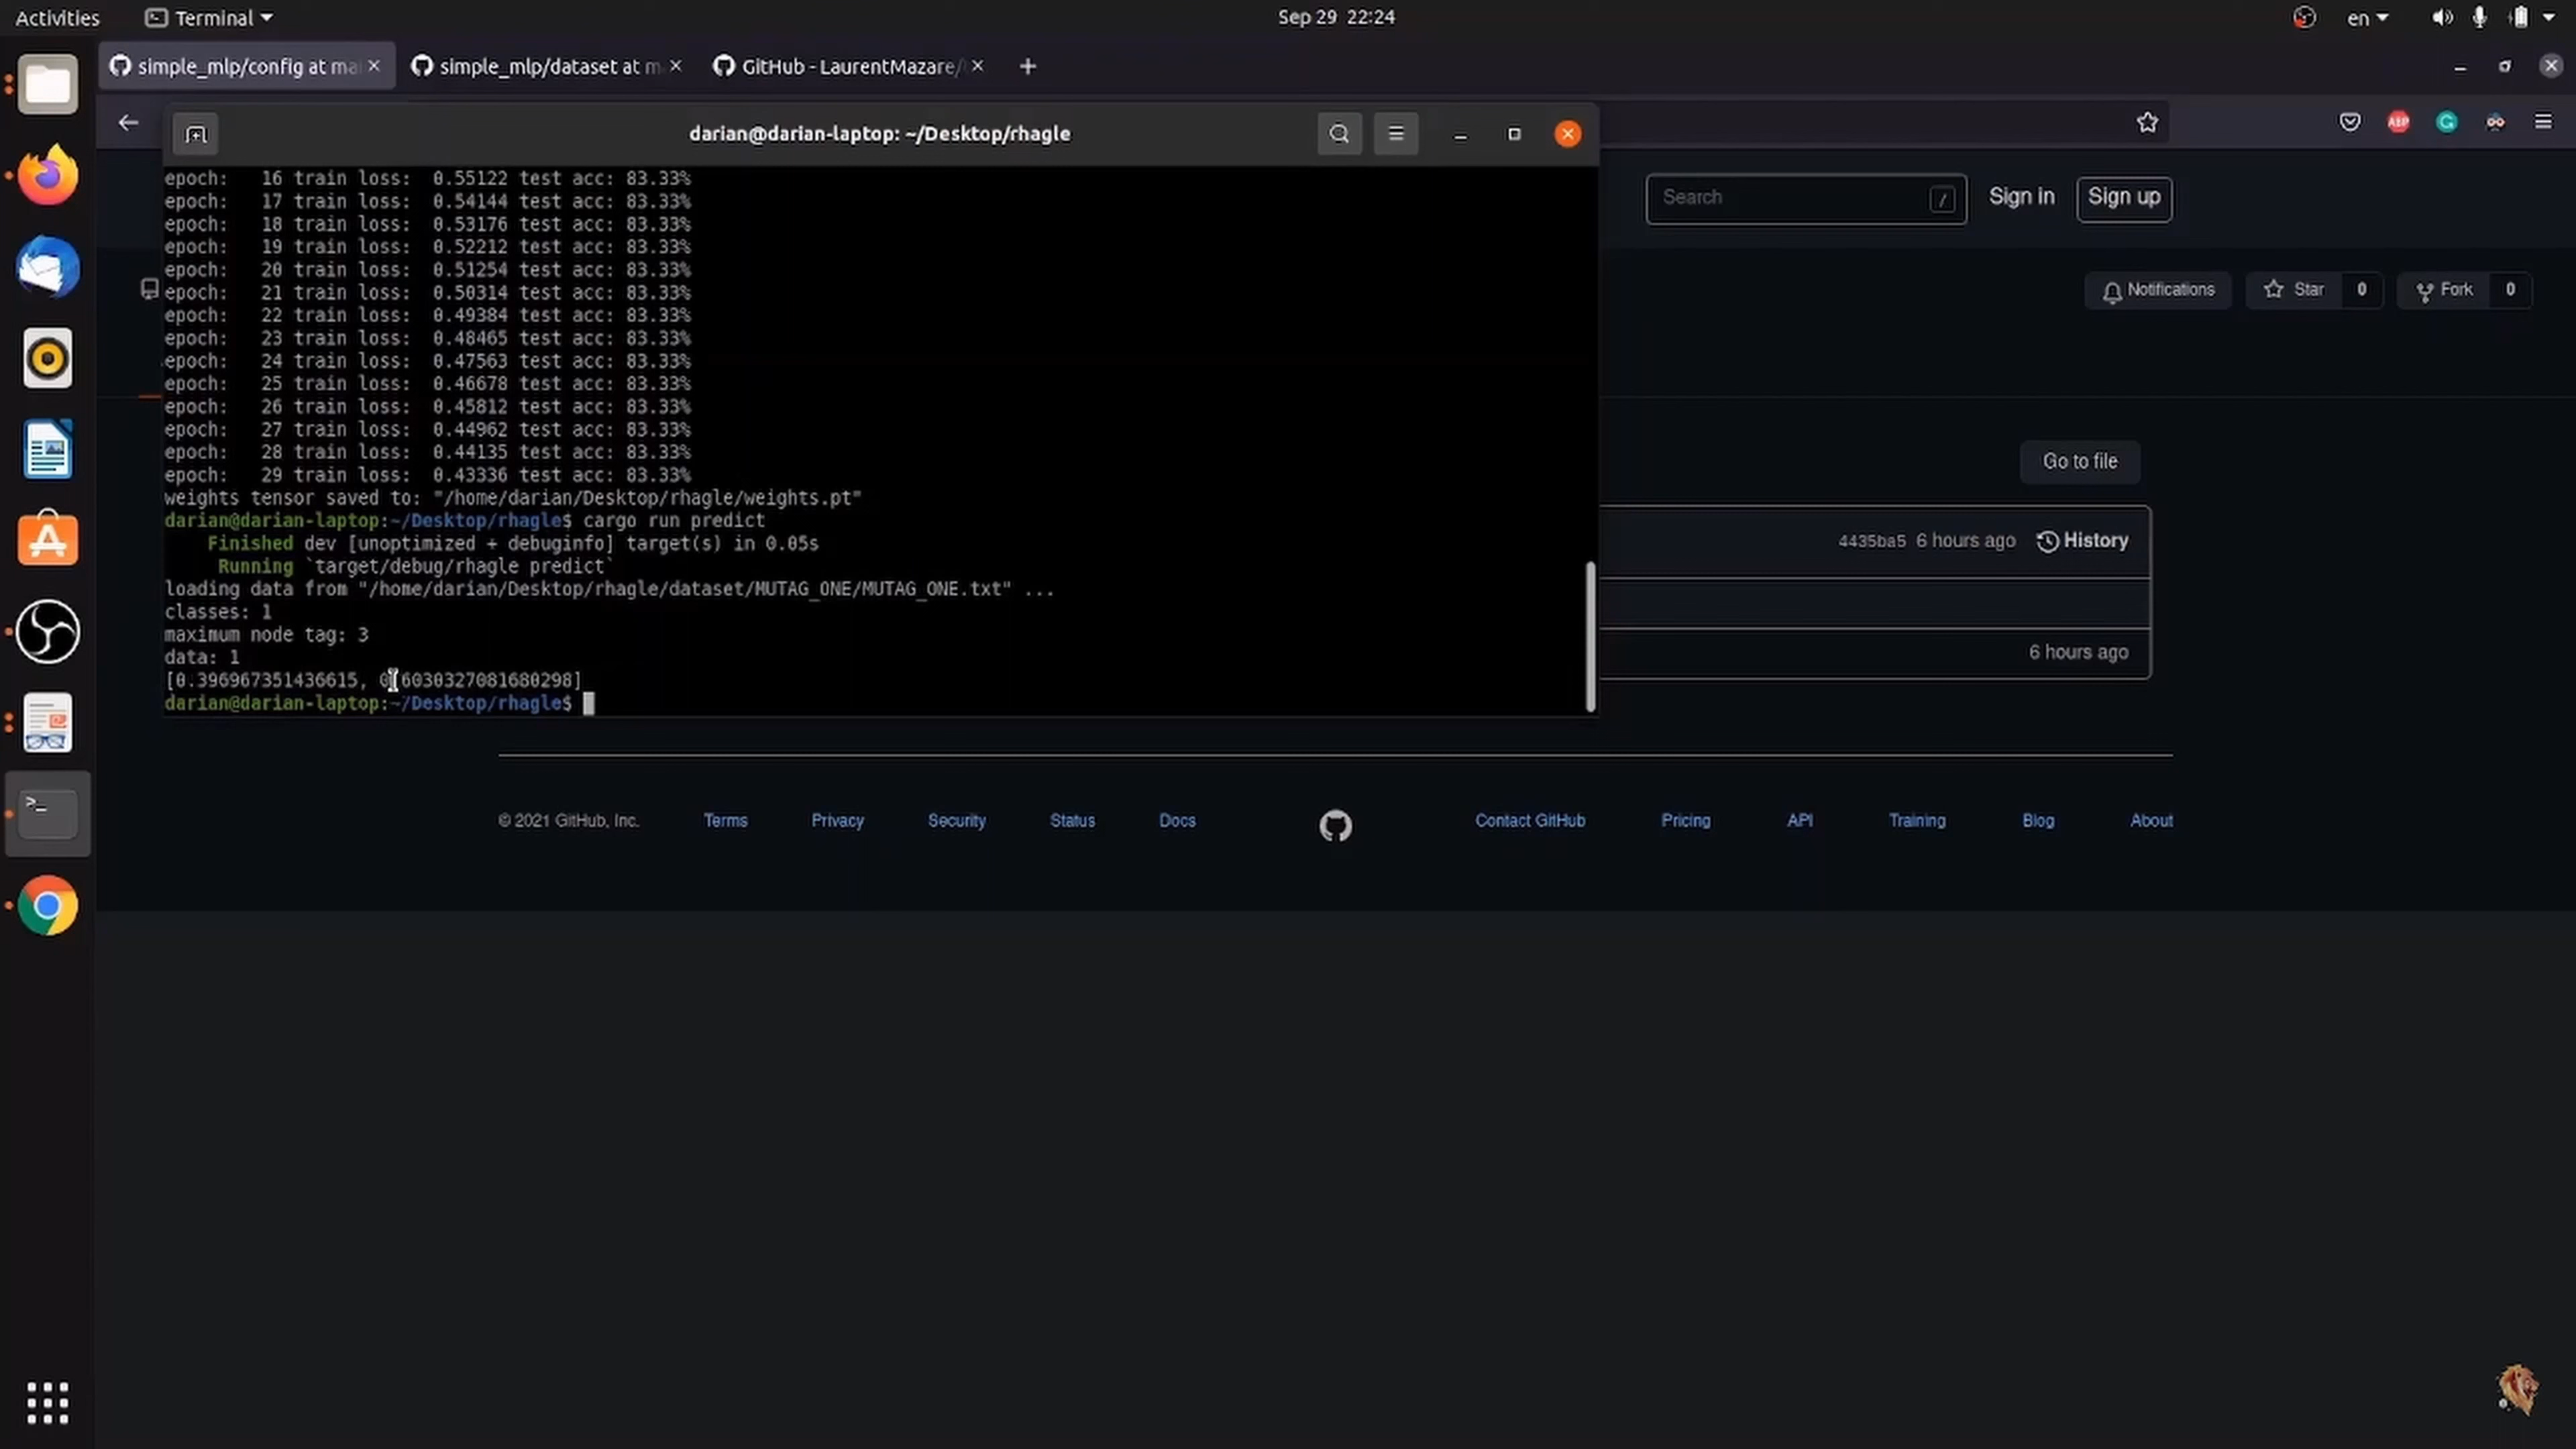 Activities
Terminal
Sep 29 22:24
en
simple_mlp/config at mai
simple_mlp/dataset at m
GitHub - LaurentMazare/
darian@darian-laptop: ~/Desktop/rhagle
Search
/
Sign in
Sign up
Notifications
Star
0
Fork
0
Go to file
4435ba5
6 hours ago
History
6 hours ago
epoch: 16 train loss: 0.55122 test acc: 83.33%
epoch: 17 train loss: 0.54144 test acc: 83.33%
epoch: 18 train loss: 0.53176 test acc: 83.33%
epoch: 19 train loss: 0.52212 test acc: 83.33%
epoch: 20 train loss: 0.51254 test acc: 83.33%
epoch: 21 train loss: 0.50314 test acc: 83.33%
epoch: 22 train loss: 0.49384 test acc: 83.33%
epoch: 23 train loss: 0.48465 test acc: 83.33%
epoch: 24 train loss: 0.47563 test acc: 83.33%
epoch: 25 train loss: 0.46678 test acc: 83.33%
epoch: 26 train loss: 0.45812 test acc: 83.33%
epoch: 27 train loss: 0.44962 test acc: 83.33%
epoch: 28 train loss: 0.44135 test acc: 83.33%
epoch: 29 train loss: 0.43336 test acc: 83.33%
weights tensor saved to: "/home/darian/Desktop/rhagle/weights.pt"
darian@darian-laptop:~/Desktop/rhagle$ cargo run predict
Finished dev [unoptimized + debuginfo] target(s) in 0.05s
Running `target/debug/rhagle predict`
loading data from "/home/darian/Desktop/rhagle/dataset/MUTAG_ONE/MUTAG_ONE.txt" ...
classes: 1
maximum node tag: 3
data: 1
[0.396967351436615, 0.6030327081680298]
darian@darian-laptop:~/Desktop/rhagle$
© 2021 GitHub, Inc.
Terms
Privacy
Security
Status
Docs
Contact GitHub
Pricing
API
Training
Blog
About